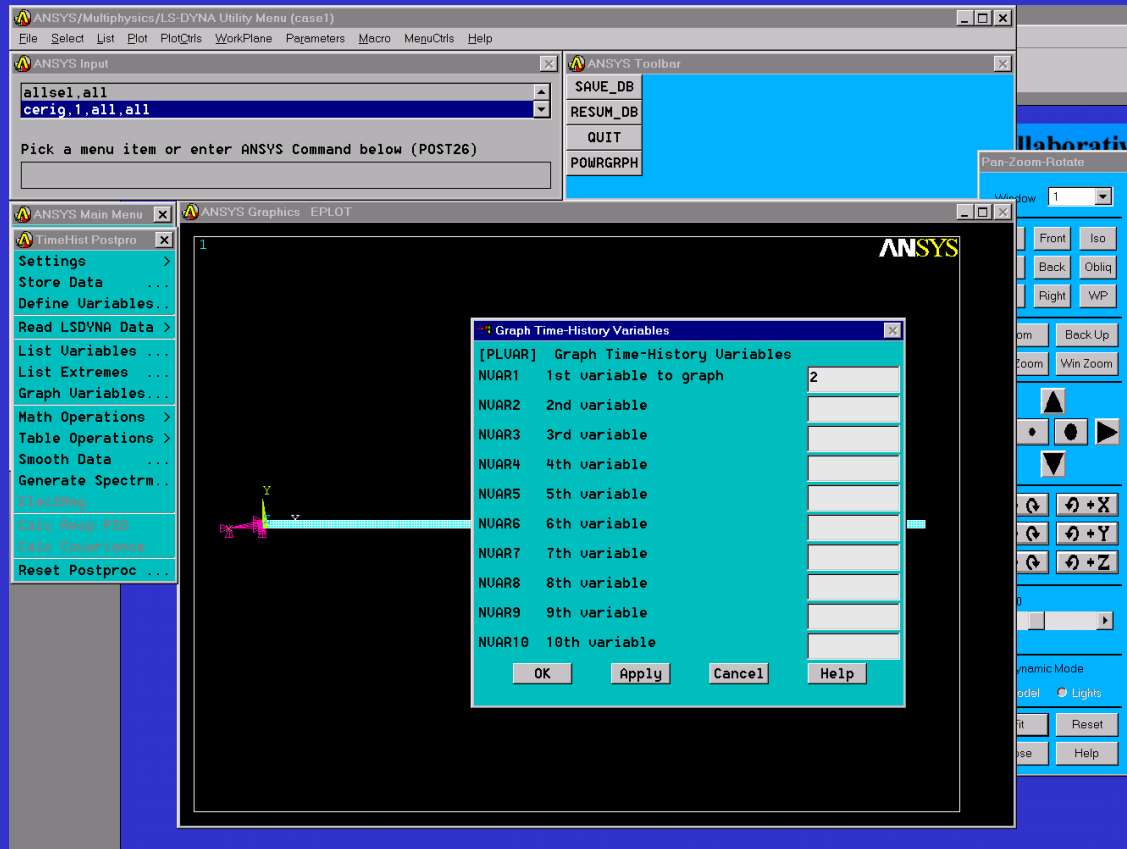 ANSYS/Multiphysics/LS-DYNA Utility Menu (case1)
File Select List Plot PlotCtrls WorkPlane Parameters Macro MenuCtrls Help
ANSYS Input
allsel,all
cerig,1,all,all
Pick a menu item or enter ANSYS Command below (POST26)
ANSYS Toolbar
SAVE_DB
RESUM_DB
QUIT
POWRGRPH
Pan-Zoom-Rotate
Window 1
Front Iso
Back Obliq
Right WP
Back Up
Win Zoom
+X
+Y
+Z
Lights
Reset
Help
ANSYS Main Menu
TimeHist Postpro
Settings >
Store Data ...
Define Variables..
Read LSDYNA Data >
List Variables ...
List Extremes ...
Graph Variables...
Math Operations >
Table Operations >
Smooth Data ...
Generate Spectrm..
Elec&Mag
Calc Resp PSD
Calc Covariance
Reset Postproc ...
ANSYS Graphics EPLOT
1
ANSYS
Y
X
Graph Time-History Variables
[PLVAR] Graph Time-History Variables
NVAR1 1st variable to graph 2
NVAR2 2nd variable
NVAR3 3rd variable
NVAR4 4th variable
NVAR5 5th variable
NVAR6 6th variable
NVAR7 7th variable
NVAR8 8th variable
NVAR9 9th variable
NVAR10 10th variable
OK Apply Cancel Help